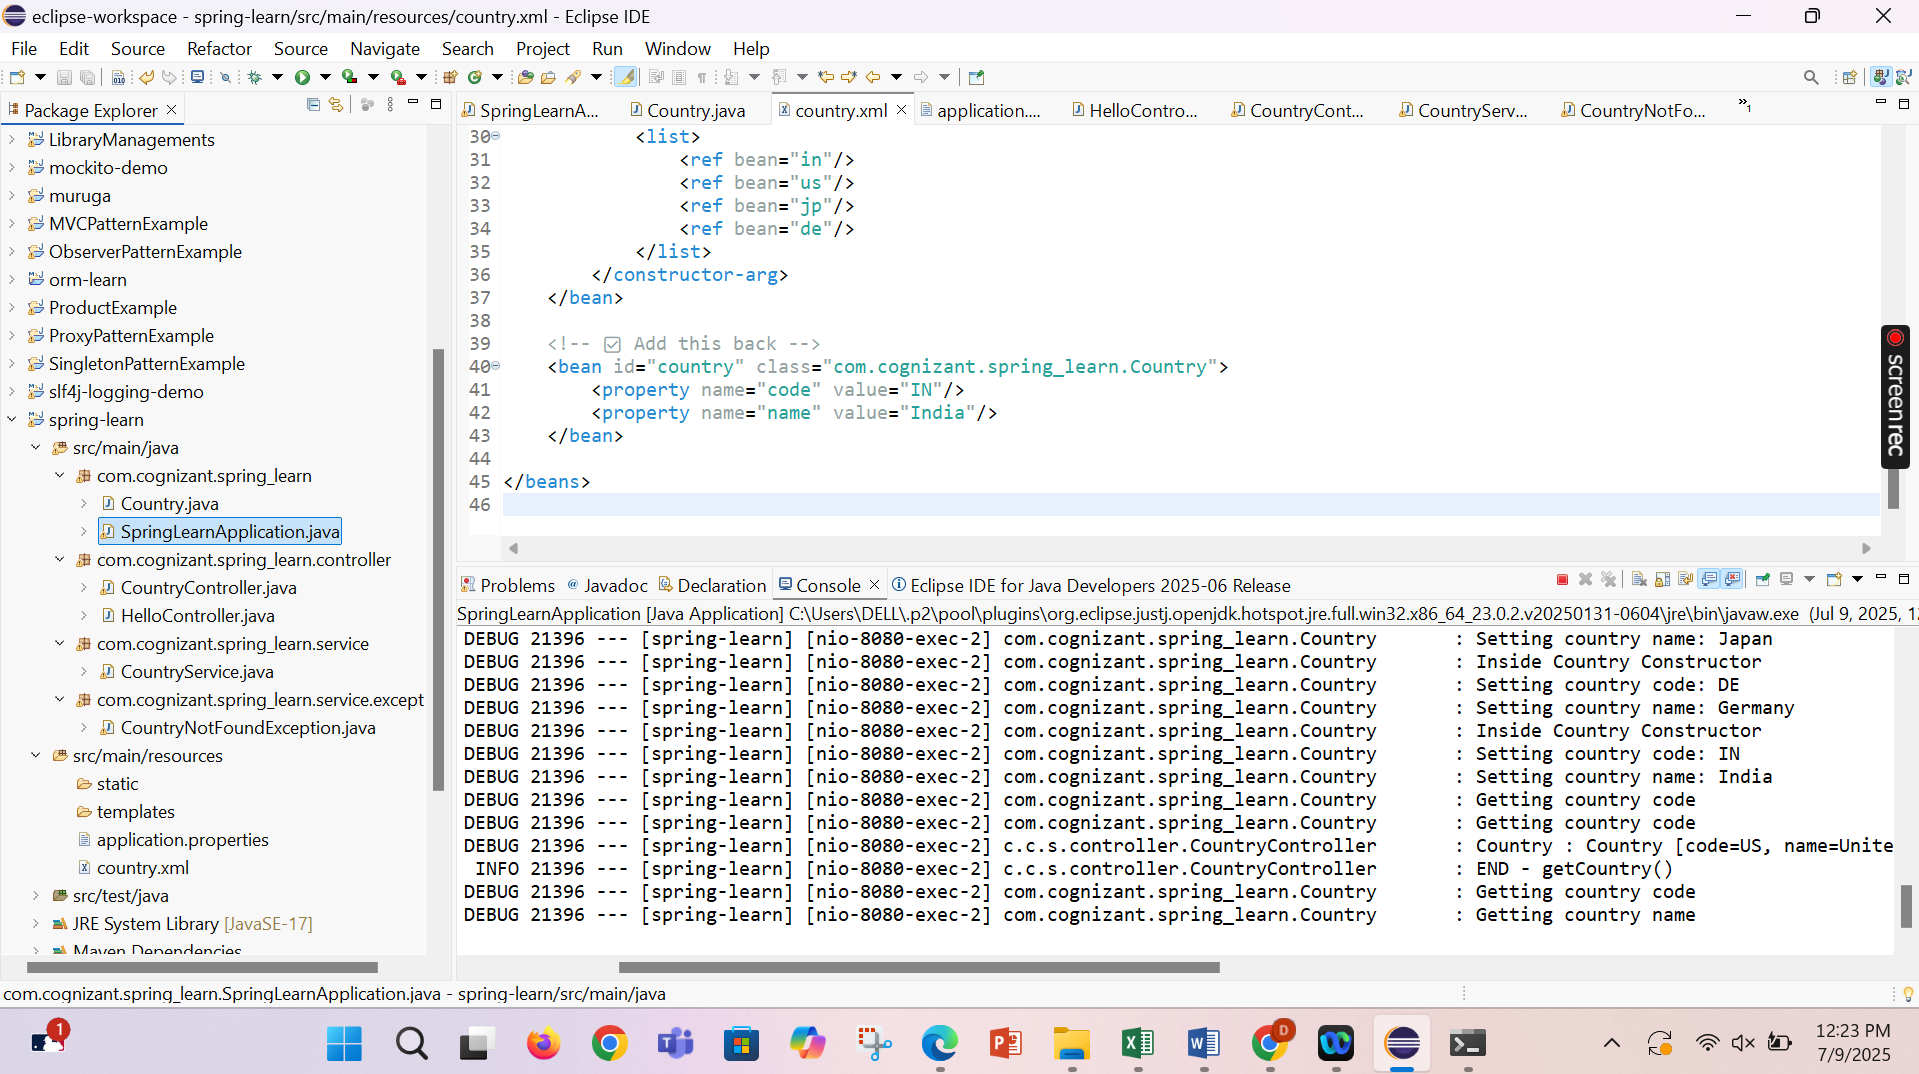 eclipse-workspace - spring-learn/src/main/resources/country.xml - Eclipse IDE
File Edit Source Refactor Source Navigate Search Project Run Window Help
Package Explorer
LibraryManagements
mockito-demo
muruga
MVCPatternExample
ObserverPatternExample
orm-learn
ProductExample
ProxyPatternExample
SingletonPatternExample
slf4j-logging-demo
spring-learn
src/main/java
com.cognizant.spring_learn
Country.java
SpringLearnApplication.java
com.cognizant.spring_learn.controller
CountryController.java
HelloController.java
com.cognizant.spring_learn.service
CountryService.java
com.cognizant.spring_learn.service.except
CountryNotFoundException.java
src/main/resources
static
templates
application.properties
country.xml
src/test/java
JRE System Library [JavaSE-17]
Maven Dependencies
SpringLearnA... Country.java country.xml application.... HelloContro... CountryCont... CountryServ... CountryNotFo... »1
30 <list>
31 <ref bean="in"/>
32 <ref bean="us"/>
33 <ref bean="jp"/>
34 <ref bean="de"/>
35 </list>
36 </constructor-arg>
37 </bean>
38
39 <!-- ☑ Add this back -->
40 <bean id="country" class="com.cognizant.spring_learn.Country">
41 <property name="code" value="IN"/>
42 <property name="name" value="India"/>
43 </bean>
44
45 </beans>
46
screenrec
Problems @ Javadoc Declaration Console Eclipse IDE for Java Developers 2025-06 Release
SpringLearnApplication [Java Application] C:\Users\DELL\.p2\pool\plugins\org.eclipse.justj.openjdk.hotspot.jre.full.win32.x86_64_23.0.2.v20250131-0604\jre\bin\javaw.exe (Jul 9, 2025, 1
DEBUG 21396 --- [spring-learn] [nio-8080-exec-2] com.cognizant.spring_learn.Country : Setting country name: Japan
DEBUG 21396 --- [spring-learn] [nio-8080-exec-2] com.cognizant.spring_learn.Country : Inside Country Constructor
DEBUG 21396 --- [spring-learn] [nio-8080-exec-2] com.cognizant.spring_learn.Country : Setting country code: DE
DEBUG 21396 --- [spring-learn] [nio-8080-exec-2] com.cognizant.spring_learn.Country : Setting country name: Germany
DEBUG 21396 --- [spring-learn] [nio-8080-exec-2] com.cognizant.spring_learn.Country : Inside Country Constructor
DEBUG 21396 --- [spring-learn] [nio-8080-exec-2] com.cognizant.spring_learn.Country : Setting country code: IN
DEBUG 21396 --- [spring-learn] [nio-8080-exec-2] com.cognizant.spring_learn.Country : Setting country name: India
DEBUG 21396 --- [spring-learn] [nio-8080-exec-2] com.cognizant.spring_learn.Country : Getting country code
DEBUG 21396 --- [spring-learn] [nio-8080-exec-2] com.cognizant.spring_learn.Country : Getting country code
DEBUG 21396 --- [spring-learn] [nio-8080-exec-2] c.c.s.controller.CountryController : Country : Country [code=US, name=Unite
INFO 21396 --- [spring-learn] [nio-8080-exec-2] c.c.s.controller.CountryController : END - getCountry()
DEBUG 21396 --- [spring-learn] [nio-8080-exec-2] com.cognizant.spring_learn.Country : Getting country code
DEBUG 21396 --- [spring-learn] [nio-8080-exec-2] com.cognizant.spring_learn.Country : Getting country name
com.cognizant.spring_learn.SpringLearnApplication.java - spring-learn/src/main/java
1
D
12:23 PM
7/9/2025